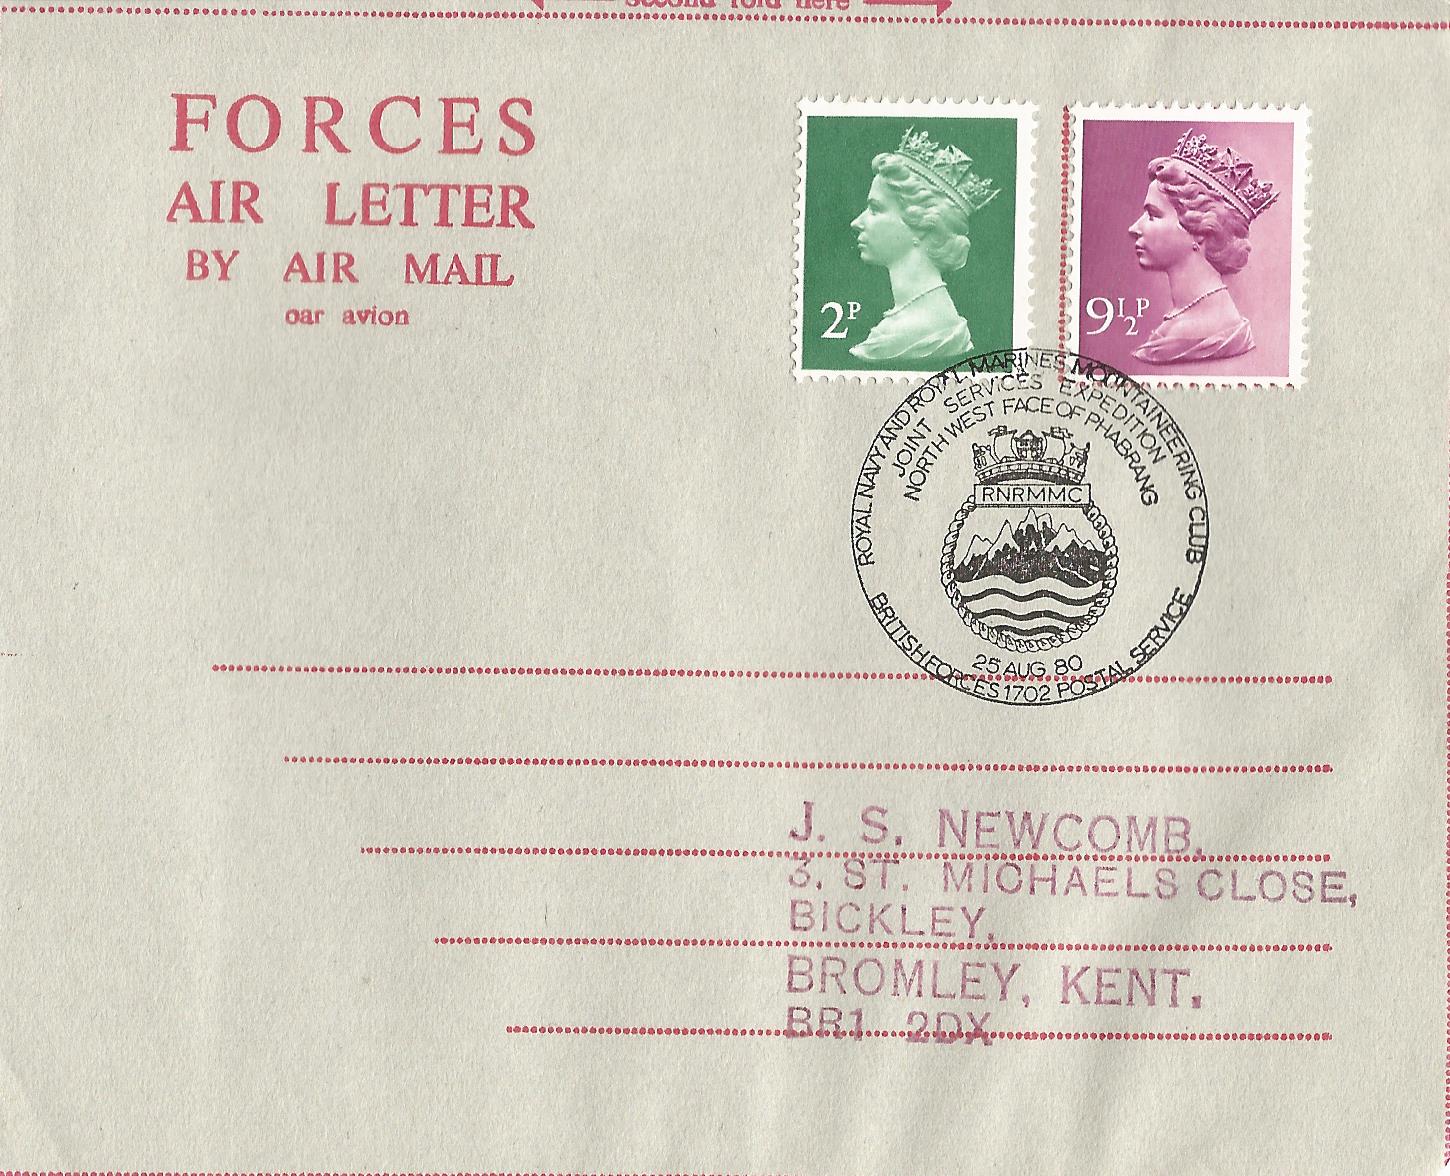 second fold here
FORCES
AIR LETTER
BY AIR MAIL
par avion
2P
9½P
ROYAL NAVY AND ROYAL MARINES MOUNTAINEERING CLUB
JOINT SERVICES EXPEDITION
NORTH WEST FACE OF PHABRANG
RNRMMC
25 AUG 80
BRITISH FORCES 1702 POSTAL SERVICE
J. S. NEWCOMB,
3, ST. MICHAELS CLOSE,
BICKLEY,
BROMLEY, KENT.
BR1 2DX